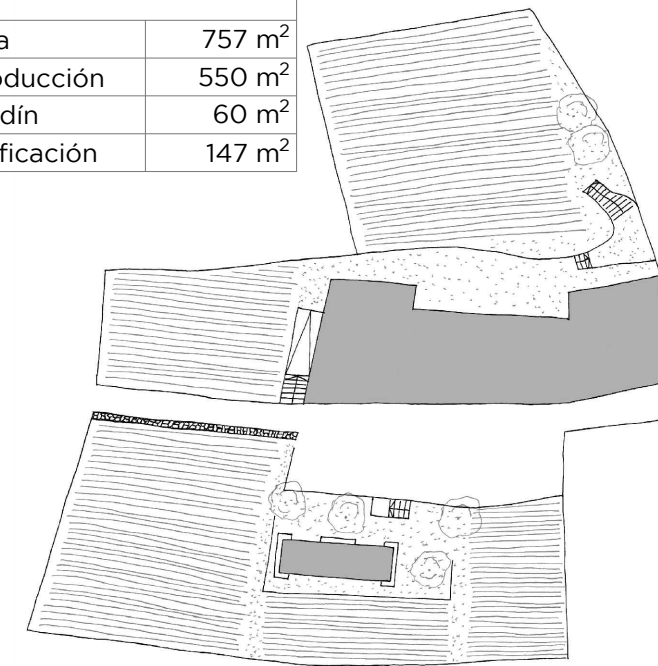 a 757 m²
oducción 550 m²
dín 60 m²
ficación 147 m²